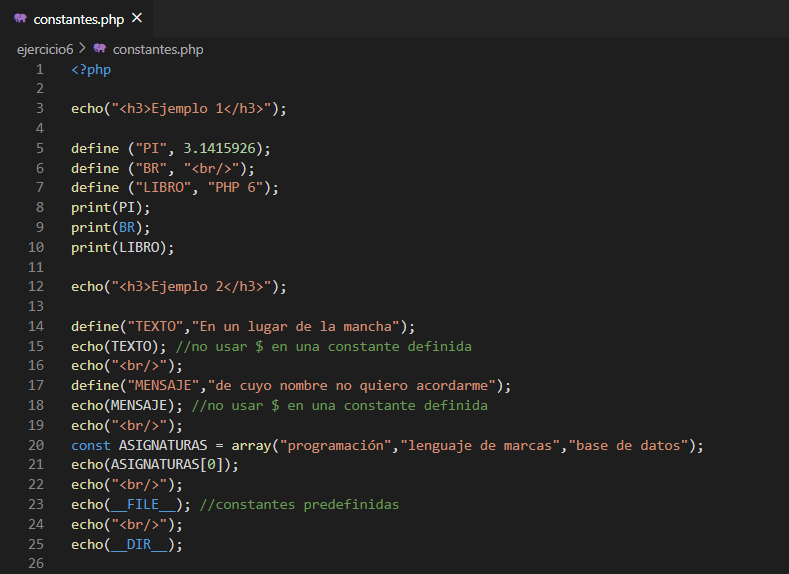 constantes.php ×
ejercicio6 > constantes.php
1 <?php
2
3 echo("<h3>Ejemplo 1</h3>");
4
5 define ("PI", 3.1415926);
6 define ("BR", "<br/>");
7 define ("LIBRO", "PHP 6");
8 print(PI);
9 print(BR);
10 print(LIBRO);
11
12 echo("<h3>Ejemplo 2</h3>");
13
14 define("TEXTO","En un lugar de la mancha");
15 echo(TEXTO); //no usar $ en una constante definida
16 echo("<br/>");
17 define("MENSAJE","de cuyo nombre no quiero acordarme");
18 echo(MENSAJE); //no usar $ en una constante definida
19 echo("<br/>");
20 const ASIGNATURAS = array("programación","lenguaje de marcas","base de datos");
21 echo(ASIGNATURAS[0]);
22 echo("<br/>");
23 echo(__FILE__); //constantes predefinidas
24 echo("<br/>");
25 echo(__DIR__);
26